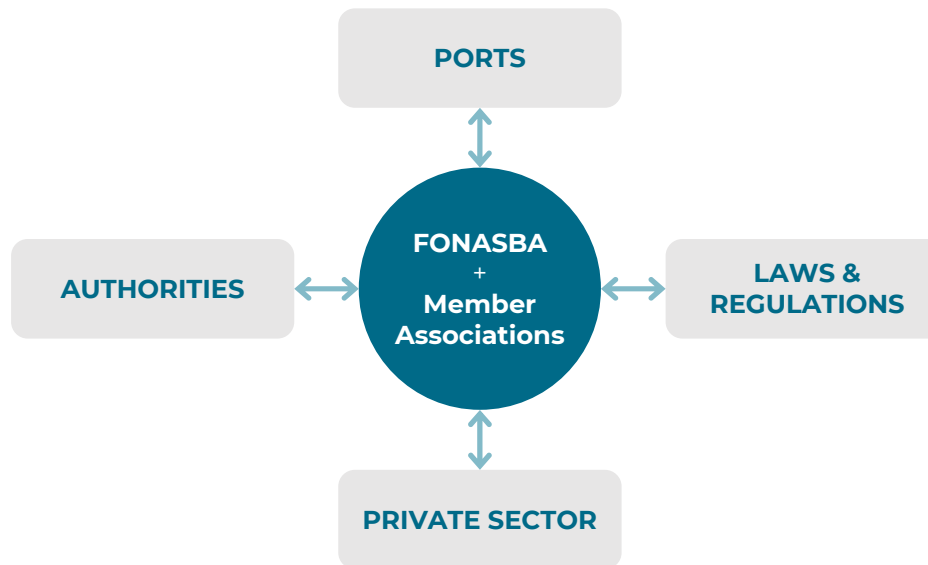 PORTS
FONASBA
+
Member
Associations
AUTHORITIES
LAWS &
REGULATIONS
PRIVATE SECTOR